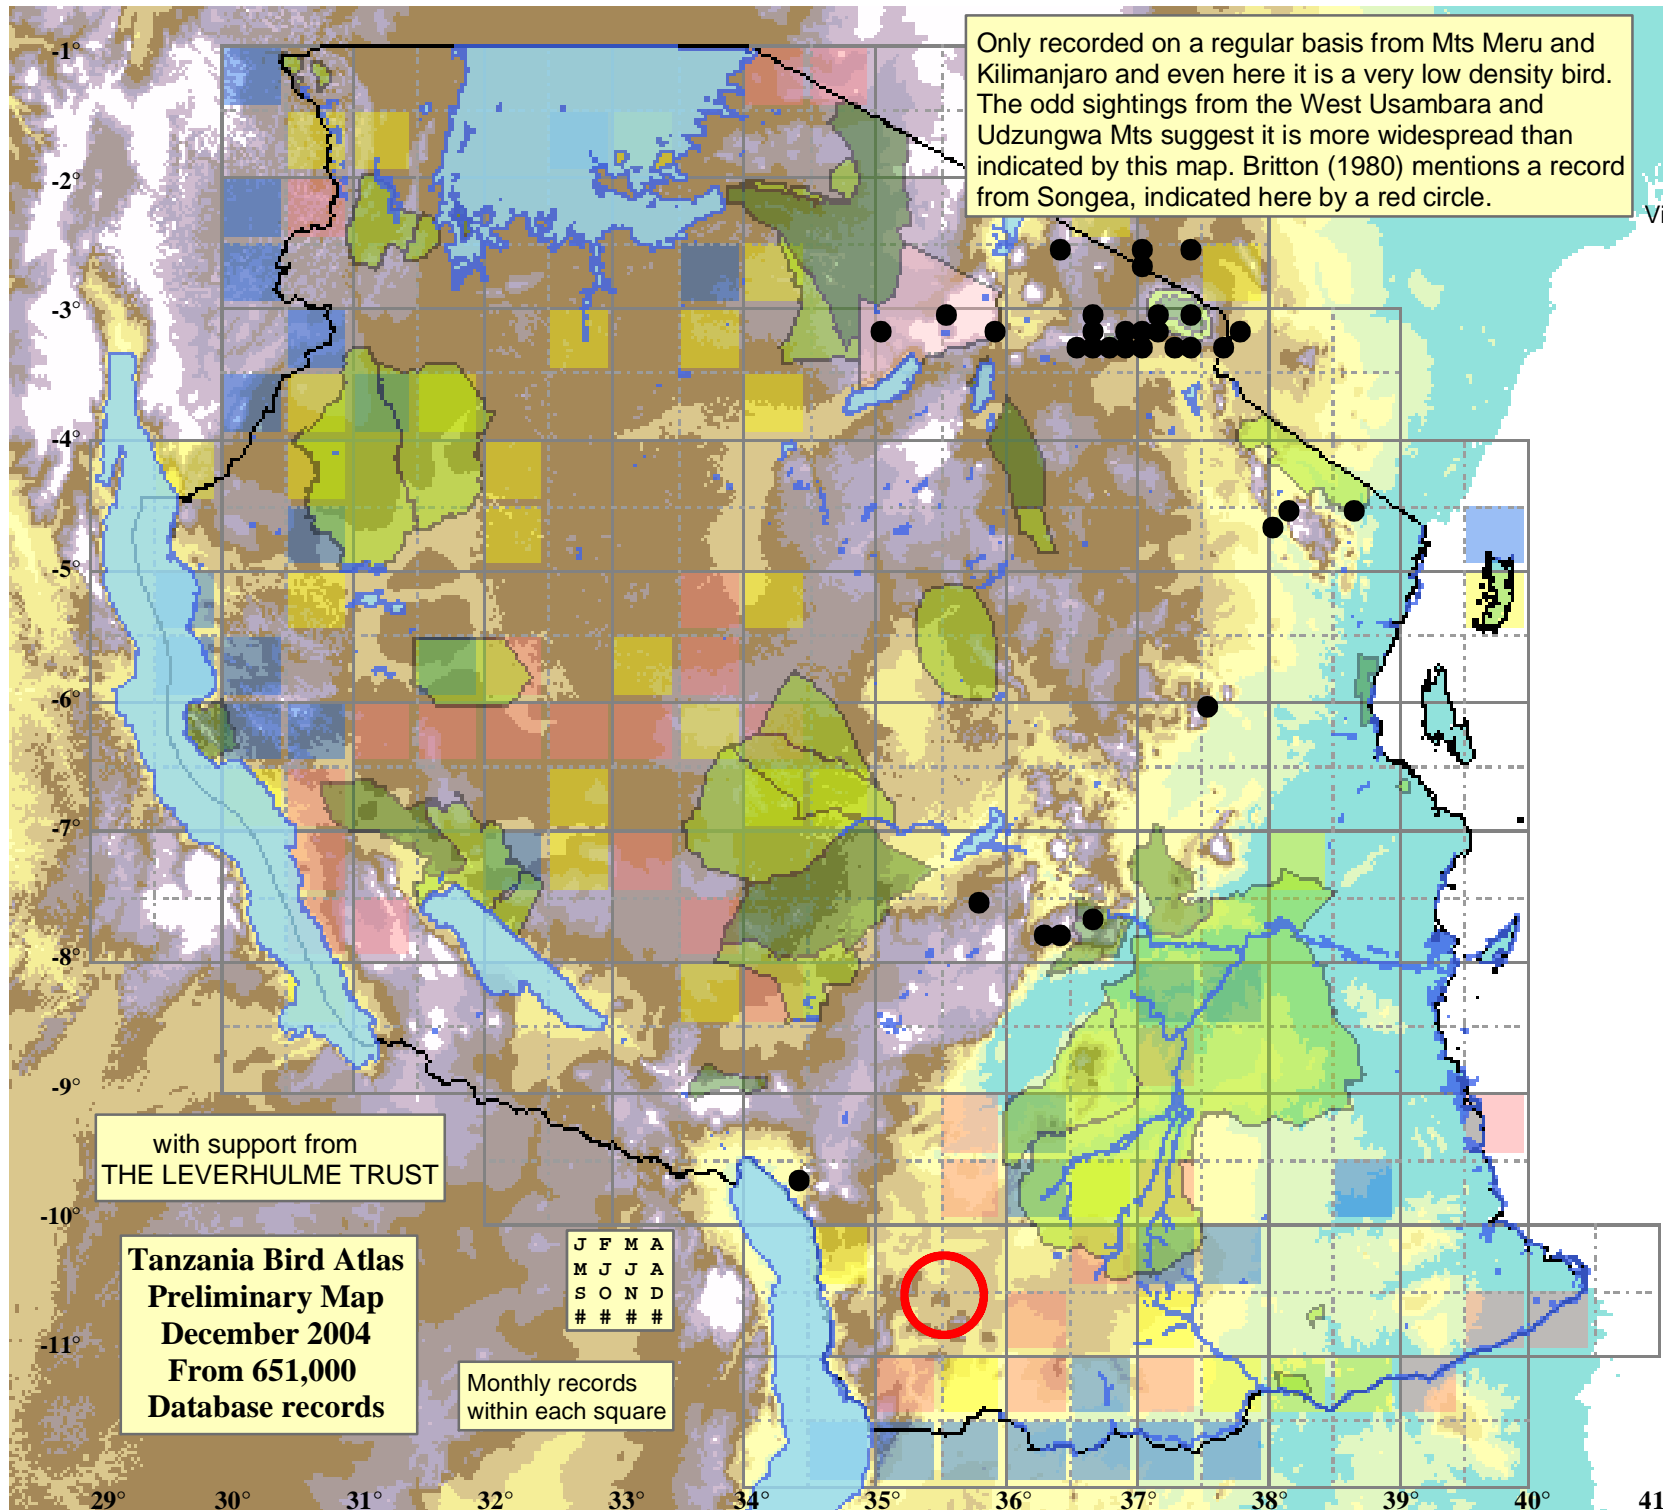 Only recorded on a regular basis from Mts Meru and
Kilimanjaro and even here it is a very low density bird.
The odd sightings from the West Usambara and
Udzungwa Mts suggest it is more widespread than
indicated by this map. Britton (1980) mentions a record
from Songea, indicated here by a red circle.
Vi
-1°
-2°
-3°
-4°
-5°
-6°
-7°
-8°
-9°
-10°
-11°
with support from
THE LEVERHULME TRUST
Tanzania Bird Atlas
Preliminary Map
December 2004
From 651,000
Database records
J F M A
M J J A
S O N D
# # # #
Monthly records
within each square
29° 30° 31° 32° 33° 34° 35° 36° 37° 38° 39° 40° 41